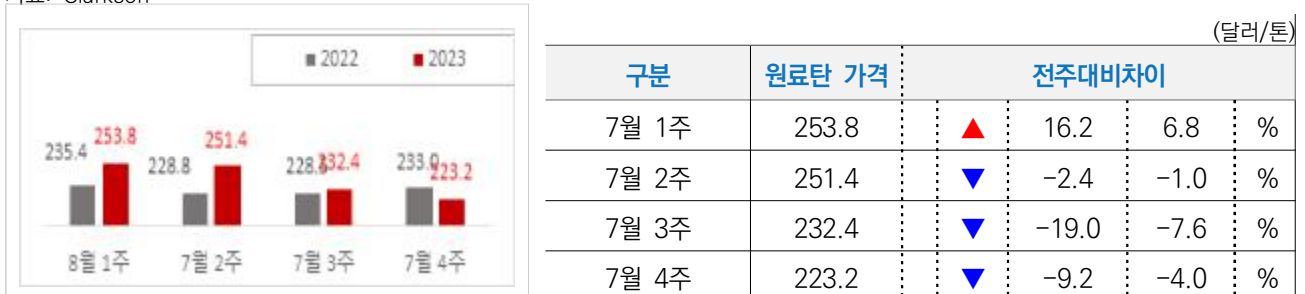 2022 2023
235.4 253.8 228.8 251.4 232.4 233.0 223.2
8월 1주 7월 2주 7월 3주 7월 4주
(달러/톤)
구분 원료탄 가격 전주대비차이
7월 1주 253.8 ▲ 16.2 6.8 %
7월 2주 251.4 ▼ -2.4 -1.0 %
7월 3주 232.4 ▼ -19.0 -7.6 %
7월 4주 223.2 ▼ -9.2 -4.0 %